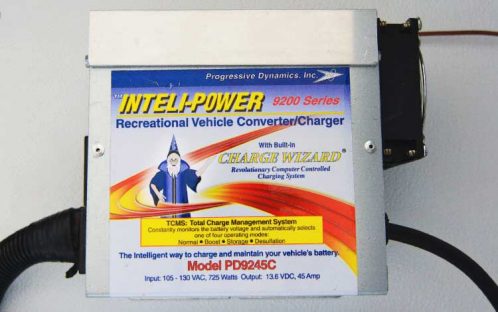 Progressive Dynamics, Inc.
INTELI-POWER 9200 Series
Recreational Vehicle Converter/Charger
With Built-In
CHARGE WIZARD®
Revolutionary Computer Controlled
Charging System
TCMS: Total Charge Management System
Constantly monitors the battery voltage and automatically selects
one of four operating modes:
Normal • Boost • Storage • Desulfation
The Intelligent way to charge and maintain your vehicle's battery.
Model PD9245C
Input: 105 - 130 VAC, 725 Watts Output: 13.6 VDC, 45 Amp